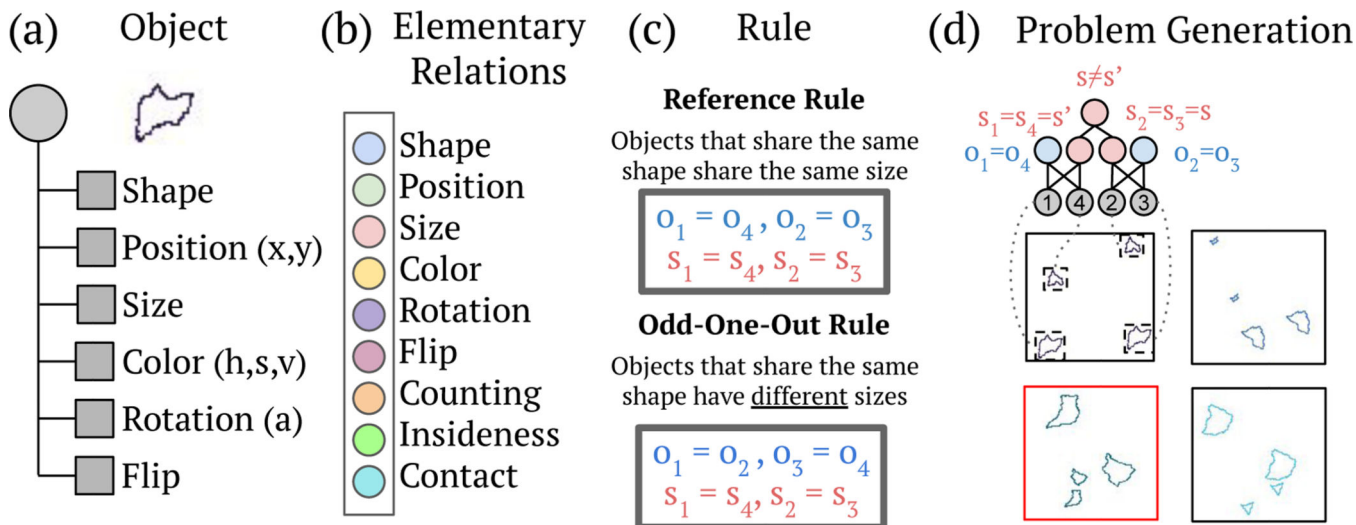 (a) Object
Shape
Position (x,y)
Size
Color (h,s,v)
Rotation (a)
Flip
(b) Elementary
Relations
Shape
Position
Size
Color
Rotation
Flip
Counting
Insideness
Contact
(c) Rule
Reference Rule
Objects that share the same
shape share the same size
o₁ = o₄ , o₂ = o₃
s₁ = s₄, s₂ = s₃
Odd-One-Out Rule
Objects that share the same
shape have different sizes
o₁ = o₂ , o₃ = o₄
s₁ = s₄, s₂ = s₃
(d) Problem Generation
s≠s'
s₁=s₄=s' s₂=s₃=s
o₁=o₄ o₂=o₃
1 4 2 3